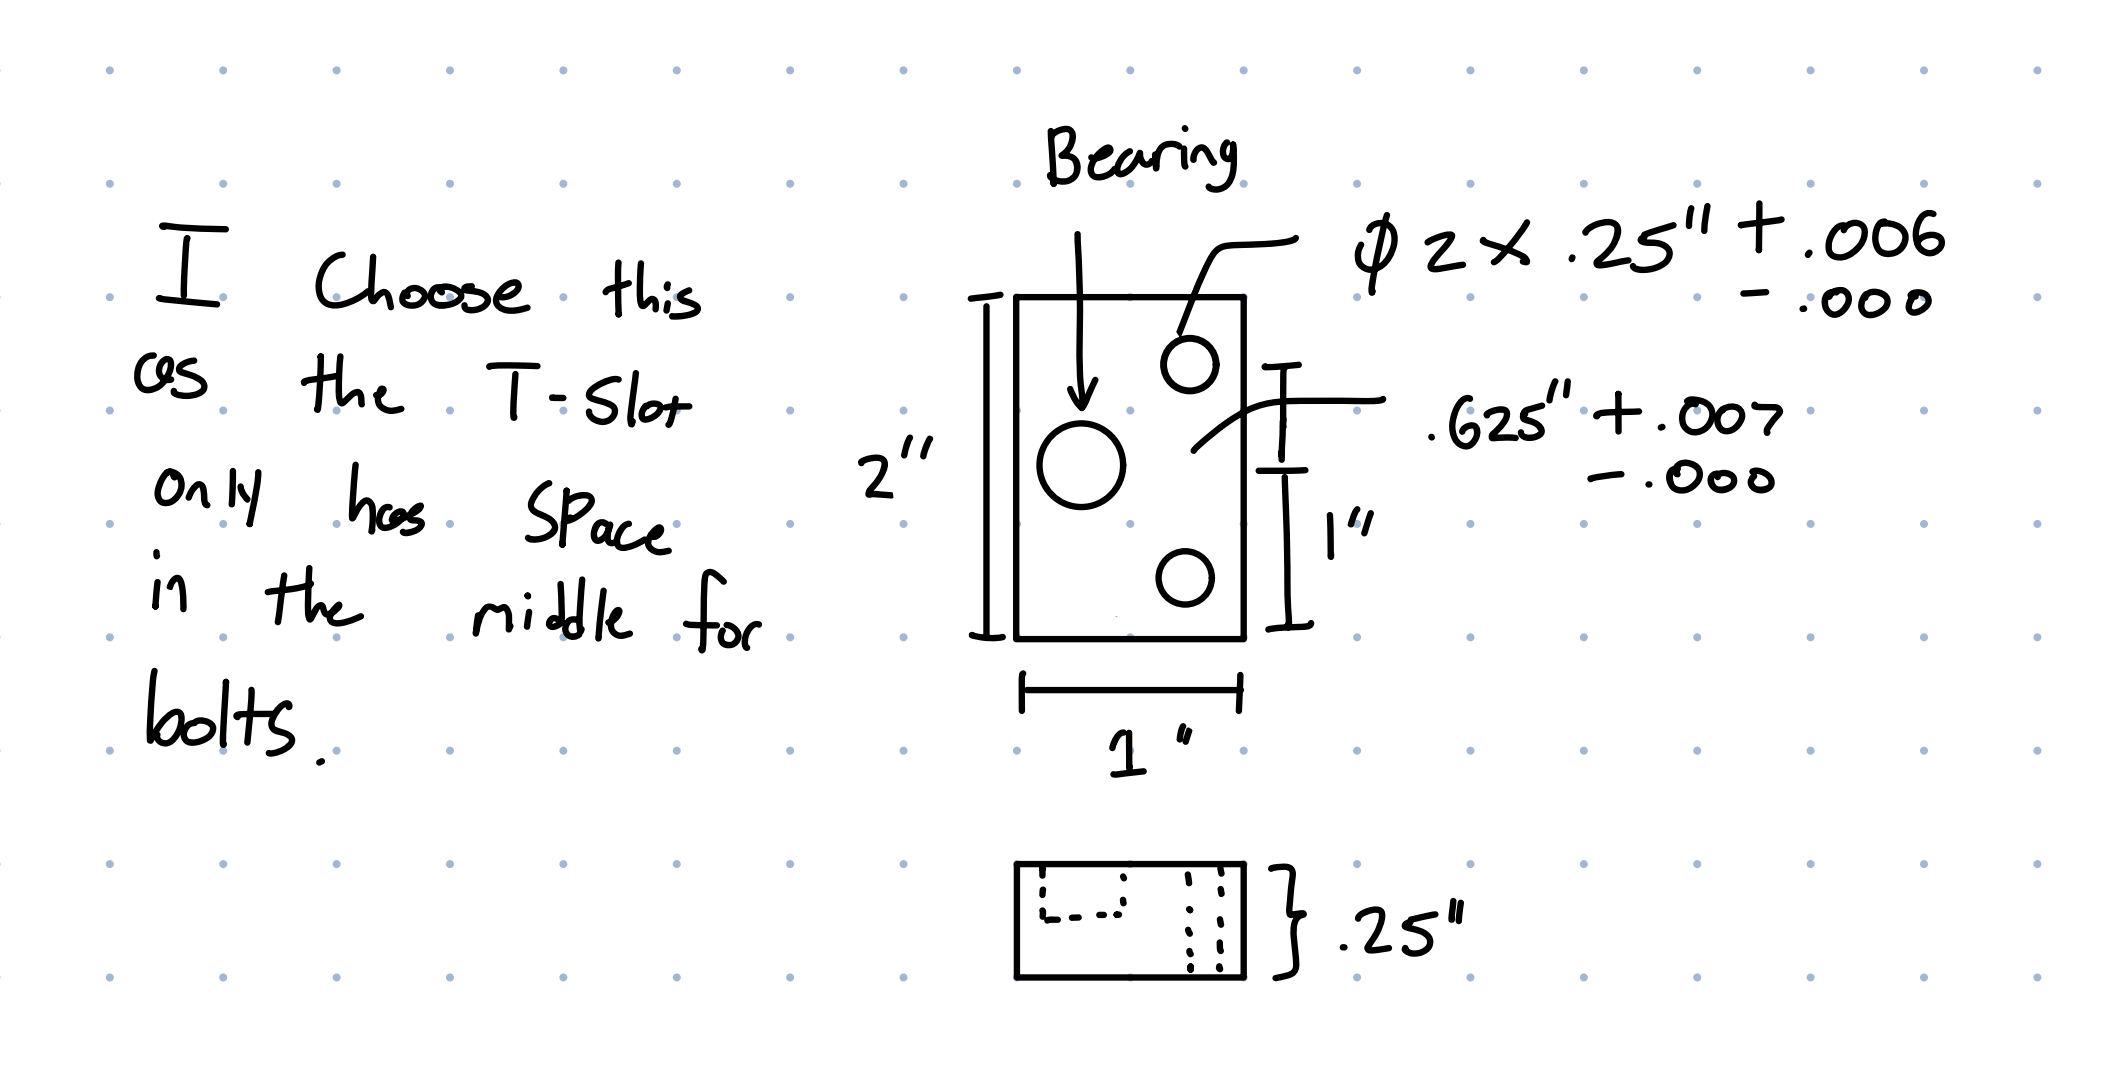 I Choose this
as the T-Slot
only has space
in the middle for
bolts.
Bearing
ϕ 2 x .25" + .006
- .000
.625" + .007
- .000
2"
1"
1"
.25"